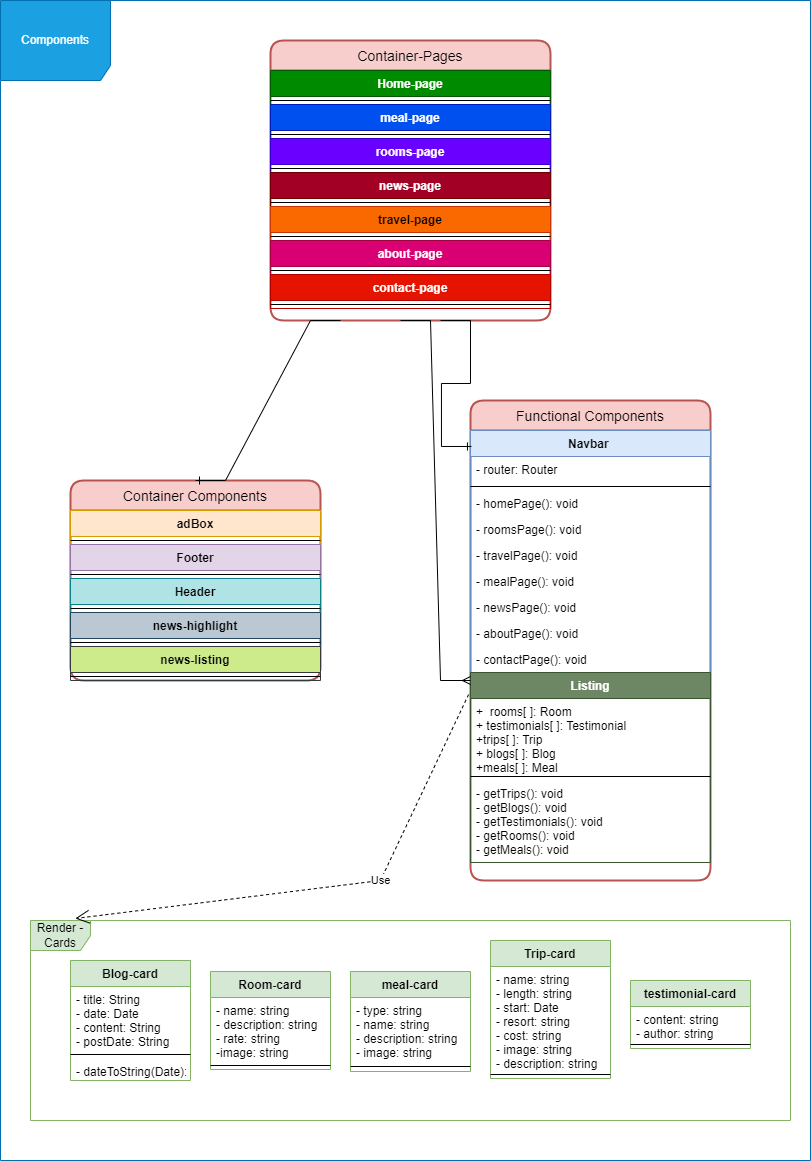 Components
Container-Pages
Home-page
meal-page
rooms-page
news-page
travel-page
about-page
contact-page
Container Components
adBox
Footer
Header
news-highlight
news-listing
Functional Components
Navbar
- router: Router
- homePage(): void
- roomsPage(): void
- travelPage(): void
- mealPage(): void
- newsPage(): void
- aboutPage(): void
- contactPage(): void
Listing
+  rooms[ ]: Room
+ testimonials[ ]: Testimonial
+trips[ ]: Trip
+ blogs[ ]: Blog
+meals[ ]: Meal
- getTrips(): void
- getBlogs(): void
- getTestimonials(): void
- getRooms(): void
- getMeals(): void
Use
Render -
Cards
Blog-card
- title: String
- date: Date
- content: String
- postDate: String
- dateToString(Date):
Room-card
- name: string
- description: string
- rate: string
-image: string
meal-card
- type: string
- name: string
- description: string
- image: string
Trip-card
- name: string
- length: string
- start: Date
- resort: string
- cost: string
- image: string
- description: string
testimonial-card
- content: string
- author: string